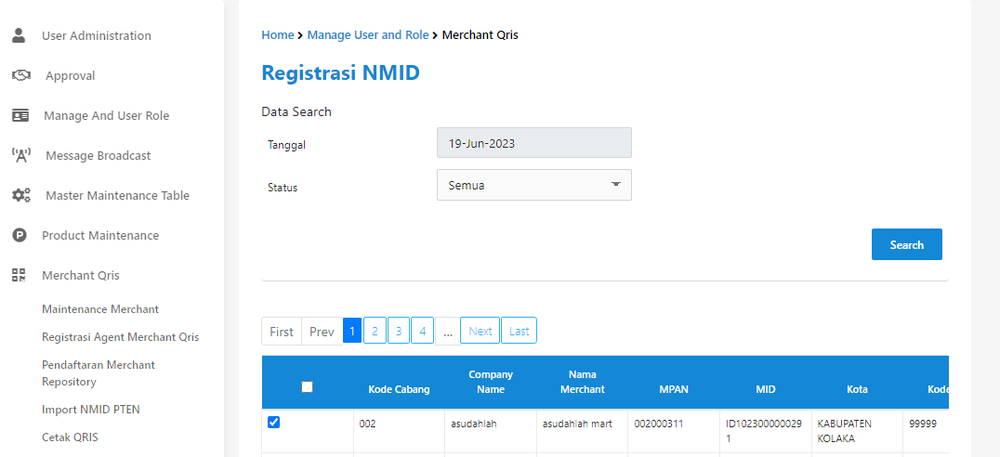 User Administration
Approval
Manage And User Role
Message Broadcast
Master Maintenance Table
Product Maintenance
Merchant Qris
Maintenance Merchant
Registrasi Agent Merchant Qris
Pendaftaran Merchant
Repository
Import NMID PTEN
Cetak QRIS
Home > Manage User and Role > Merchant Qris
Registrasi NMID
Data Search
Tanggal 19-Jun-2023
Status Semua
Search
First Prev 1 2 3 4 ... Next Last
Kode Cabang Company Name Nama Merchant MPAN MID Kota Kode
002 asudahlah asudahlah mart 002000311 ID1023000000291 KABUPATEN KOLAKA 99999